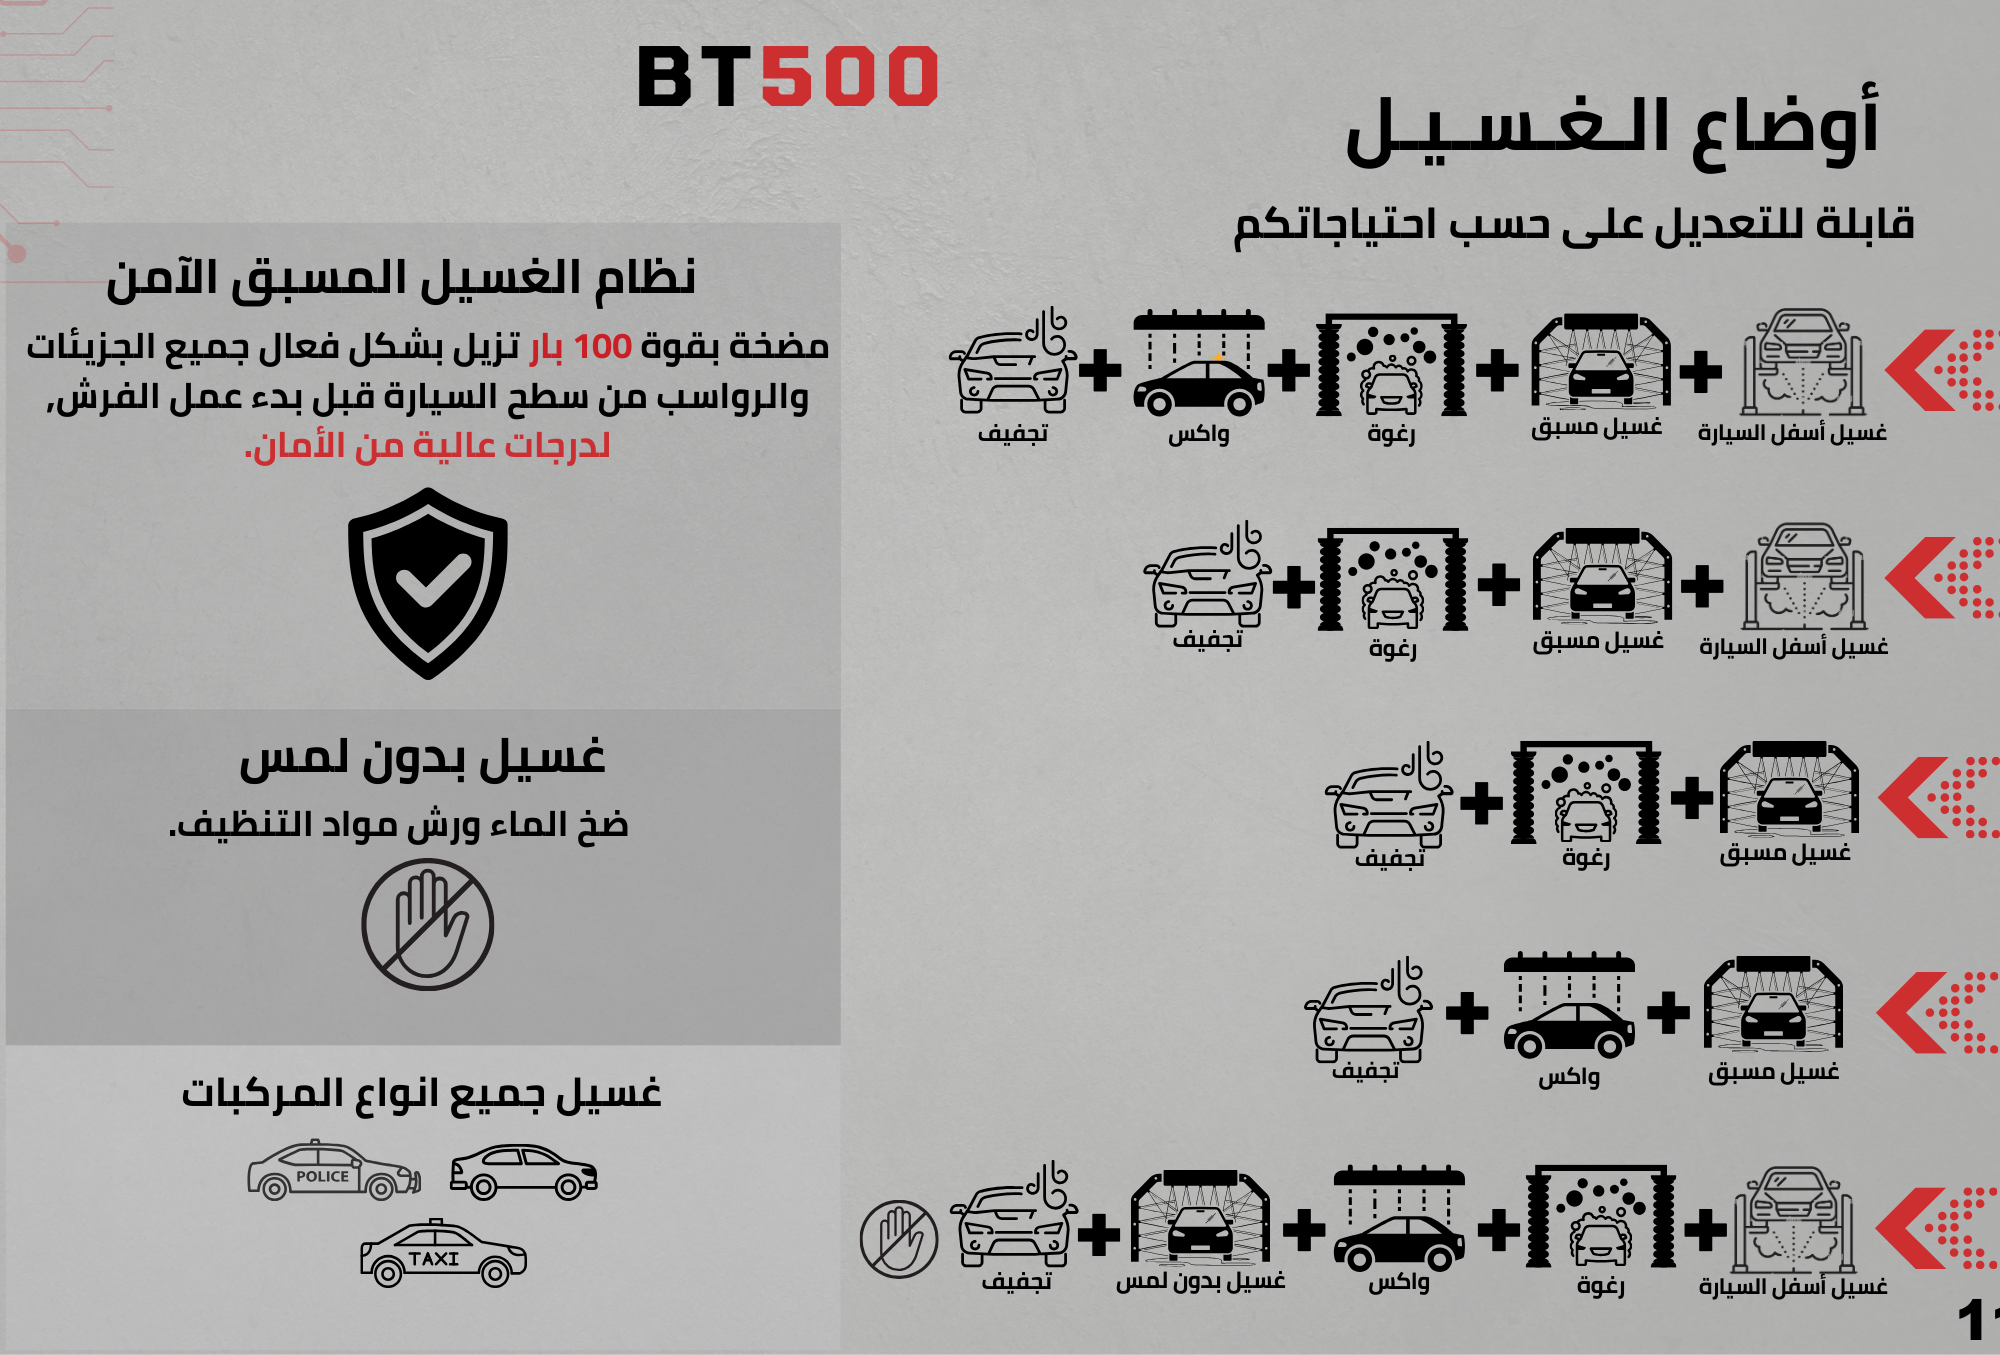 BT500
أوضاع الغسيل
قابلة للتعديل على حسب احتياجاتكم
غسيل أسفل السيارة
غسيل مسبق
رغوة
واكس
تجفيف
غسيل أسفل السيارة
غسيل مسبق
رغوة
تجفيف
غسيل مسبق
رغوة
تجفيف
غسيل مسبق
واكس
تجفيف
غسيل أسفل السيارة
رغوة
واكس
غسيل بدون لمس
تجفيف
نظام الغسيل المسبق الآمن
مضخة بقوة 100 بار تزيل بشكل فعال جميع الجزيئات
والرواسب من سطح السيارة قبل بدء عمل الفرش,
لدرجات عالية من الأمان.
غسيل بدون لمس
ضخ الماء ورش مواد التنظيف.
غسيل جميع انواع المركبات
POLICE
TAXI